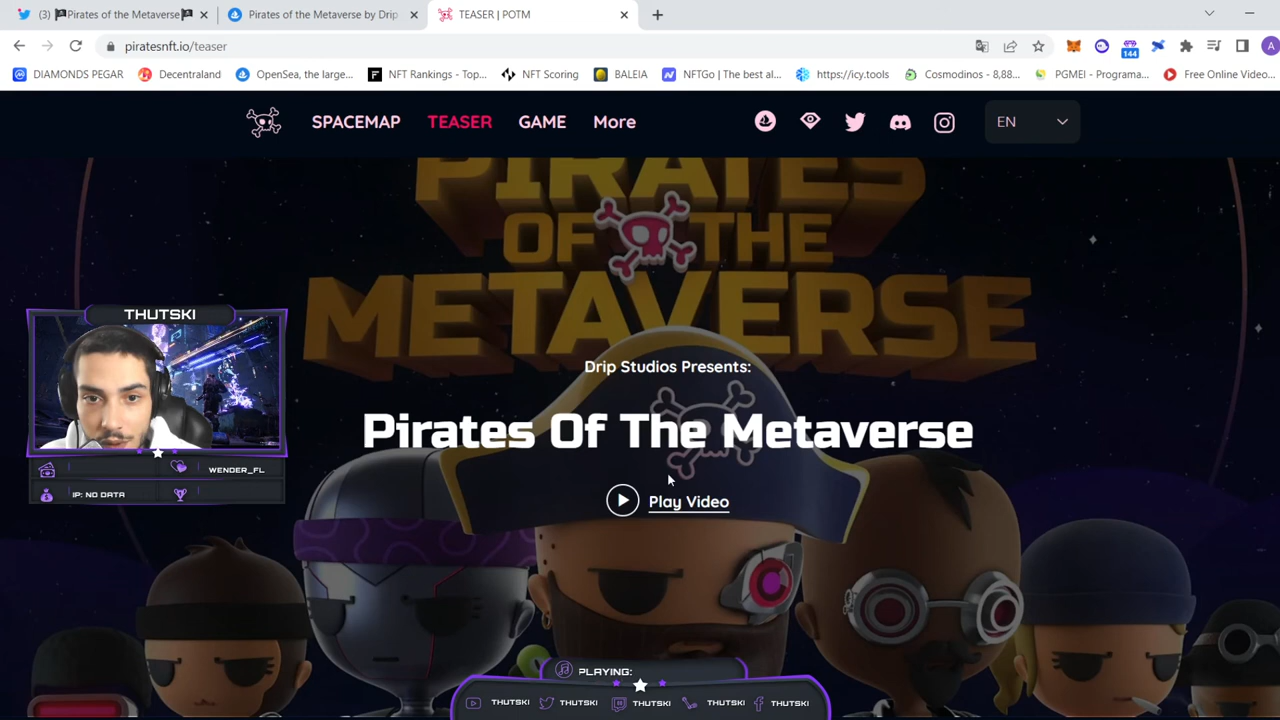 (3) 🏴Pirates of the Metaverse🏴
Pirates of the Metaverse by Drip
TEASER | POTM
piratesnft.io/teaser
144
A
DIAMONDS PEGAR
Decentraland
OpenSea, the large...
NFT Rankings - Top...
NFT Scoring
BALEIA
NFTGo | The best al...
https://icy.tools
Cosmodinos - 8,88...
PGMEI - Programa...
Free Online Video...
SPACEMAP
TEASER
GAME
More
EN
PIRATES
OF THE
METAVERSE
THUTSKI
Drip Studios Presents:
Pirates Of The Metaverse
Play Video
WENDER_FL
IP: NO DATA
PLAYING:
THUTSKI
THUTSKI
THUTSKI
THUTSKI
THUTSKI